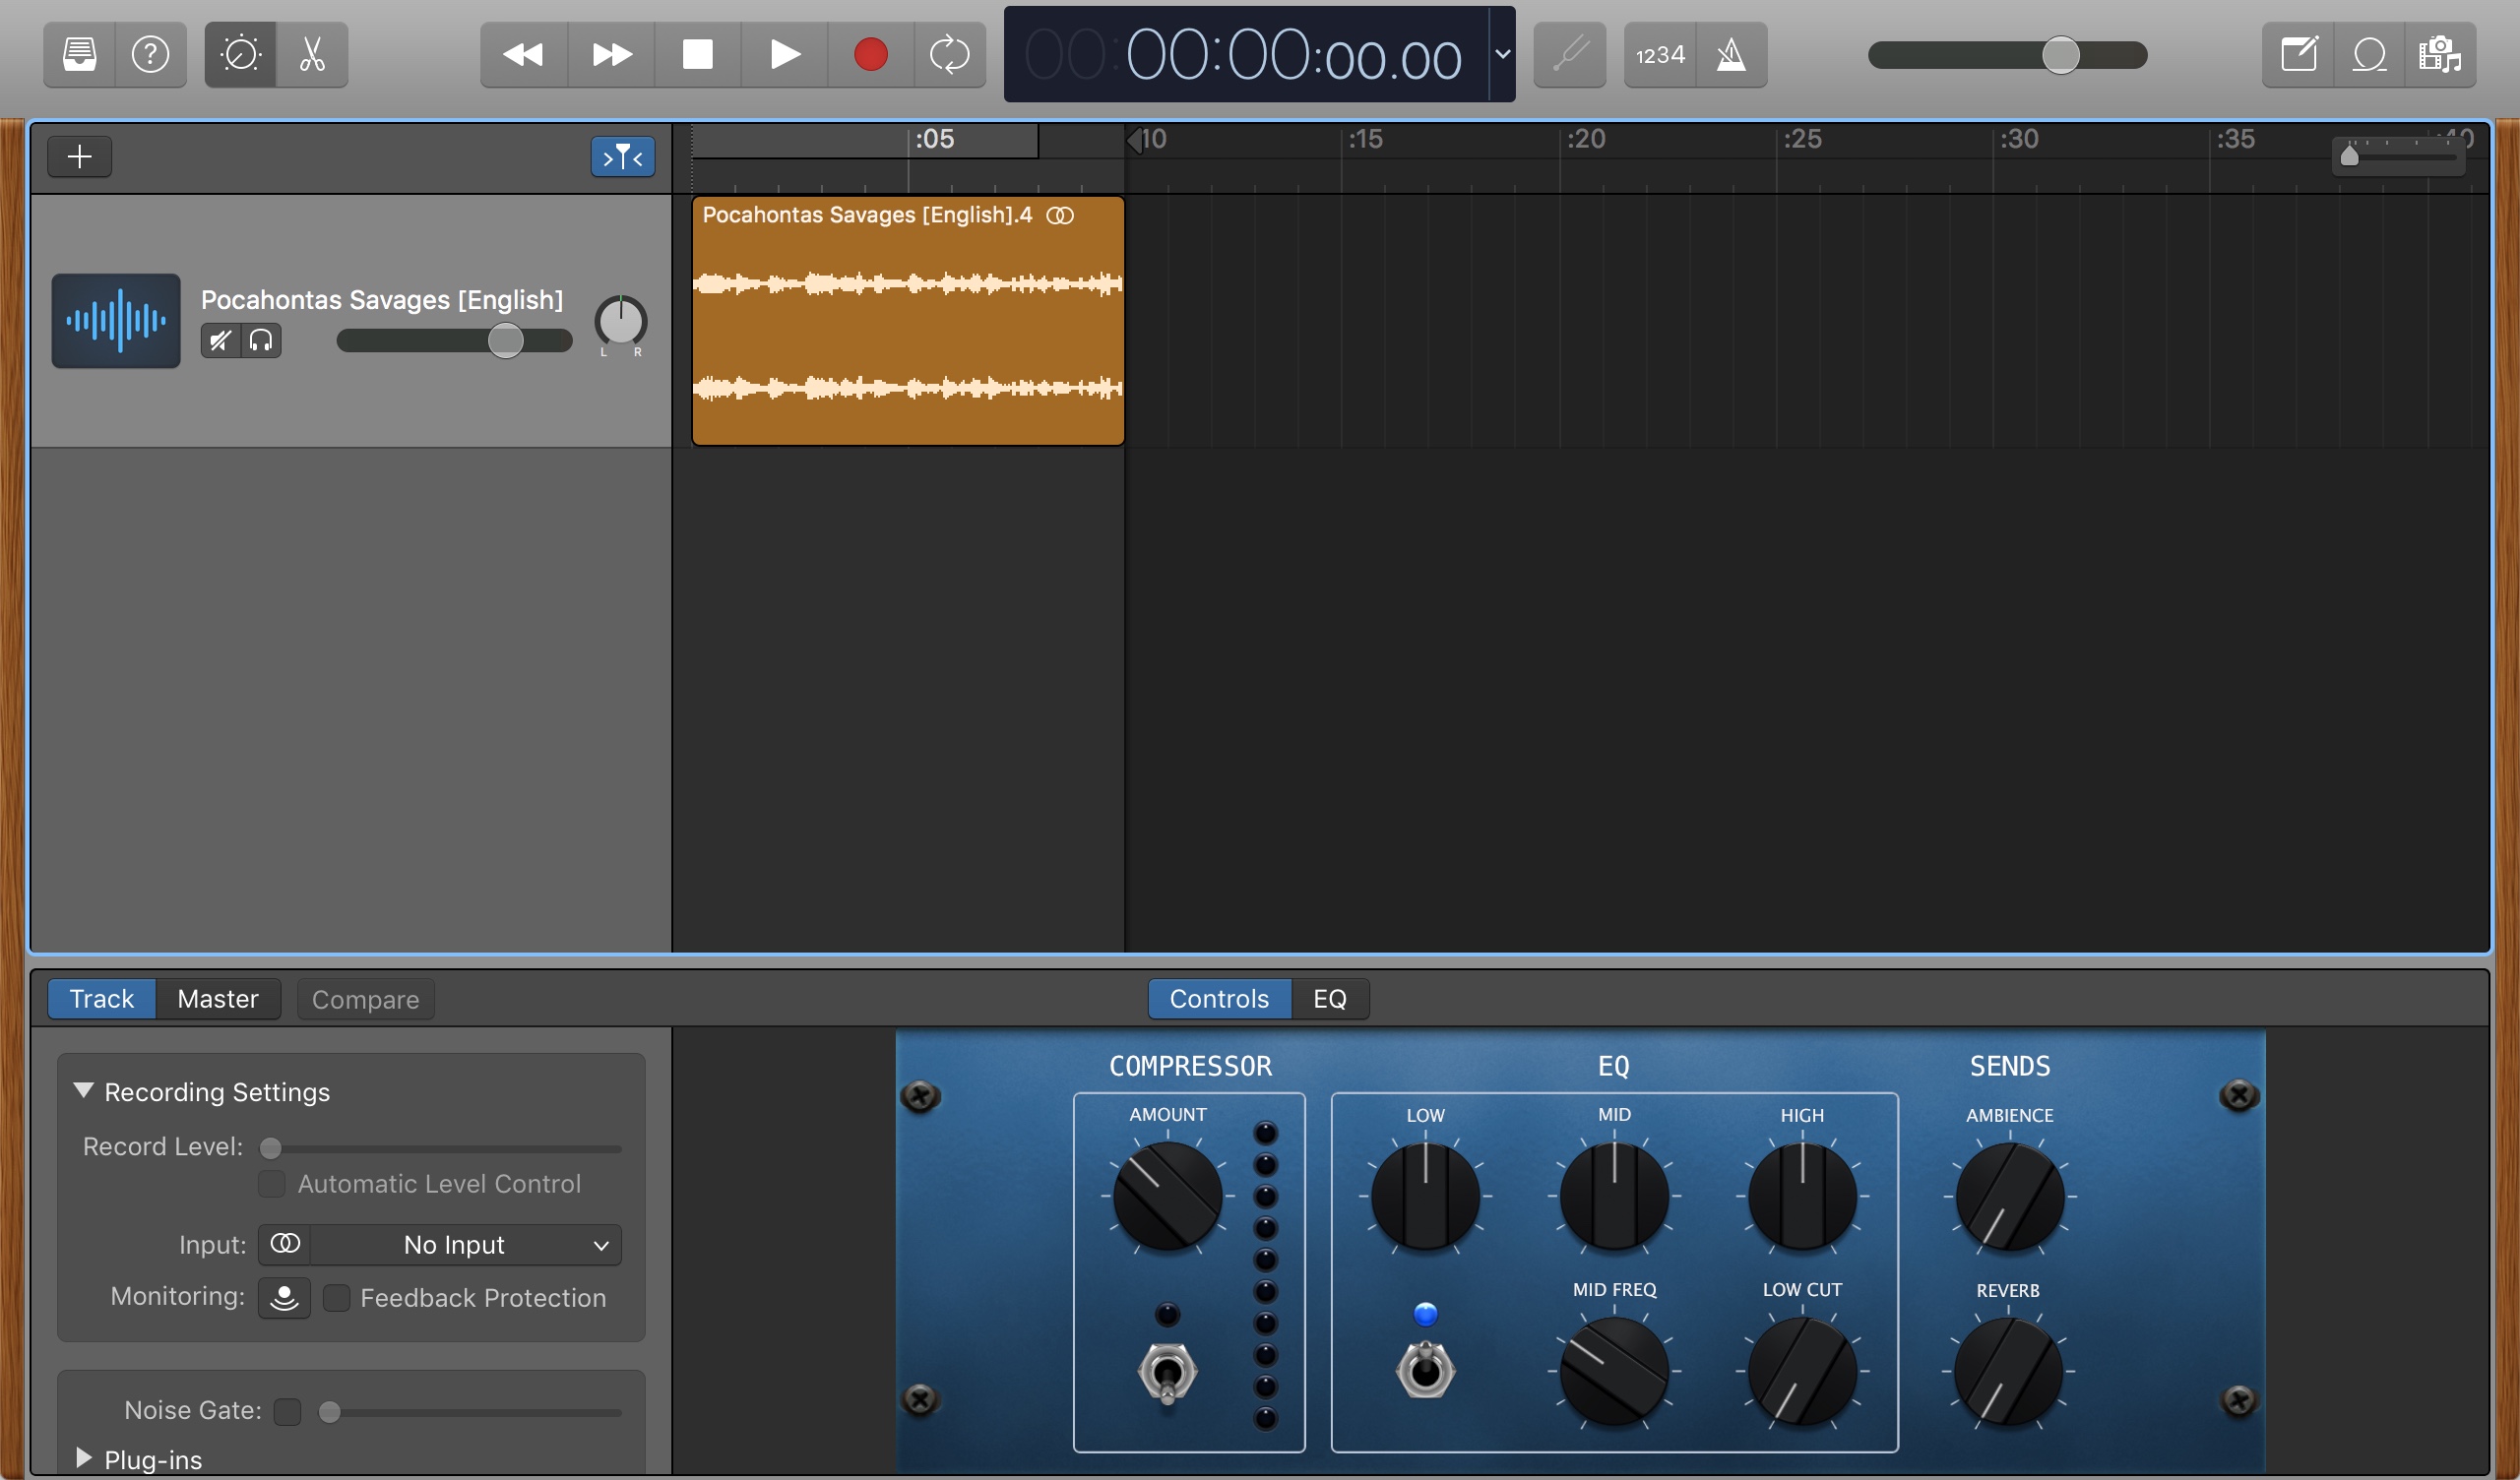 ?
00:00:00:00.00
1234
:05
10
:15
:20
:25
:30
:35
:40
Pocahontas Savages [English].4
Pocahontas Savages [English]
L R
Track Master Compare
Controls EQ
Recording Settings
Record Level:
Automatic Level Control
Input: No Input
Monitoring: Feedback Protection
Noise Gate:
Plug-ins
COMPRESSOR EQ SENDS
AMOUNT LOW MID HIGH AMBIENCE
MID FREQ LOW CUT REVERB